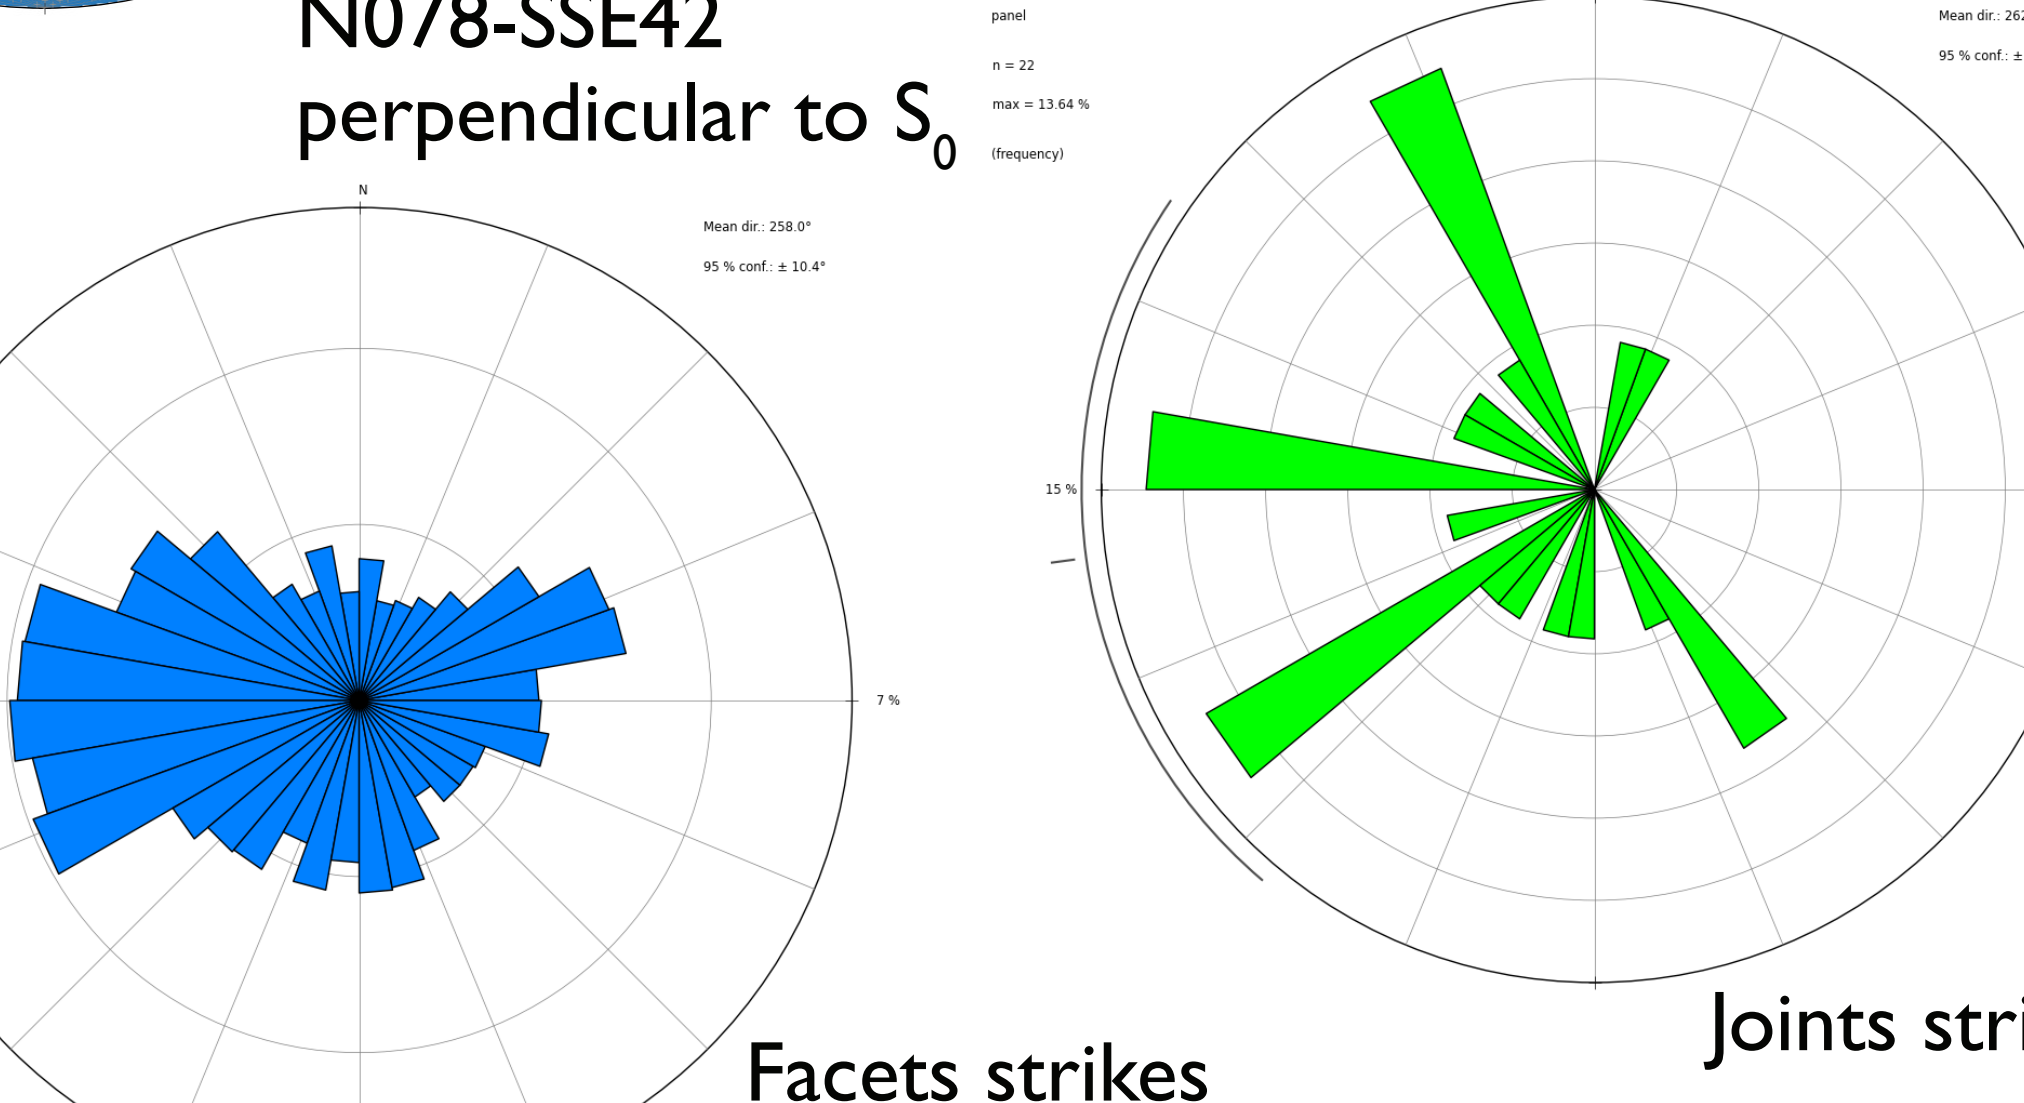 N078-SSE42
perpendicular to S0
N
Mean dir.: 258.0°
95 % conf.: ± 10.4°
7 %
Facets strikes
panel
n = 22
max = 13.64 %
(frequency)
Mean dir.: 262
95 % conf.: ±
15 %
Joints stri